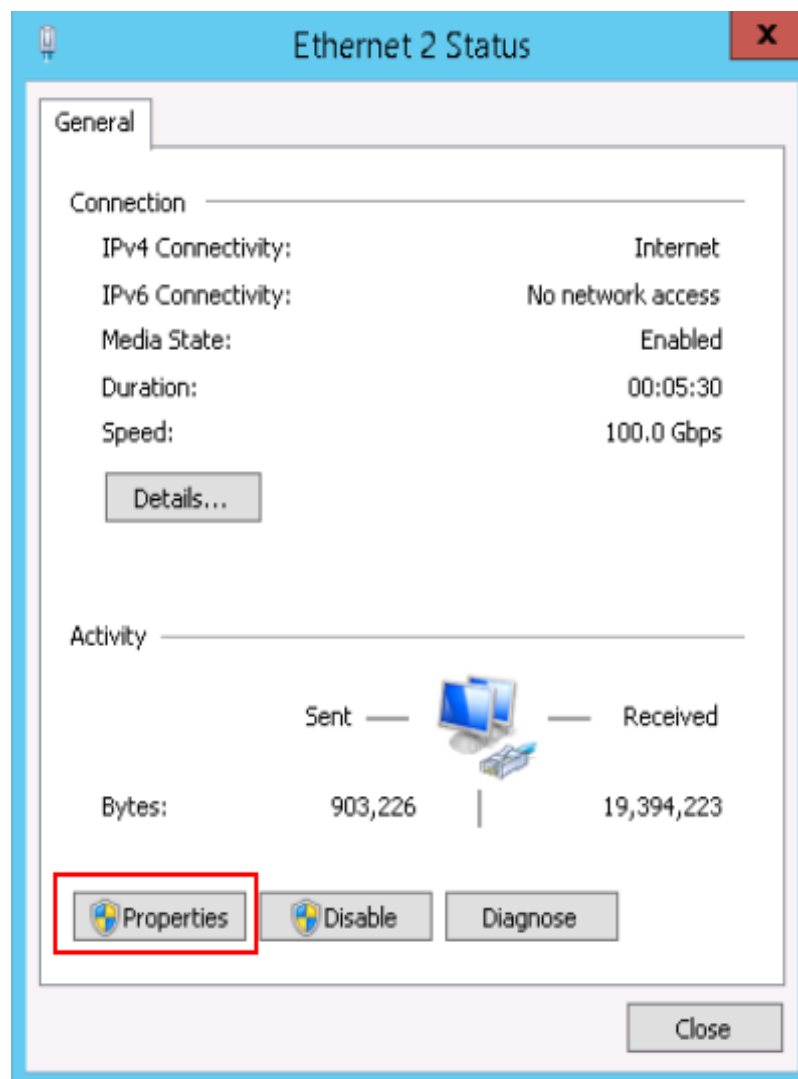 Ethernet 2 Status
x
General
Connection
IPv4 Connectivity: Internet
IPv6 Connectivity: No network access
Media State: Enabled
Duration: 00:05:30
Speed: 100.0 Gbps
Details...
Activity
Sent Received
Bytes: 903,226 19,394,223
Properties Disable Diagnose
Close